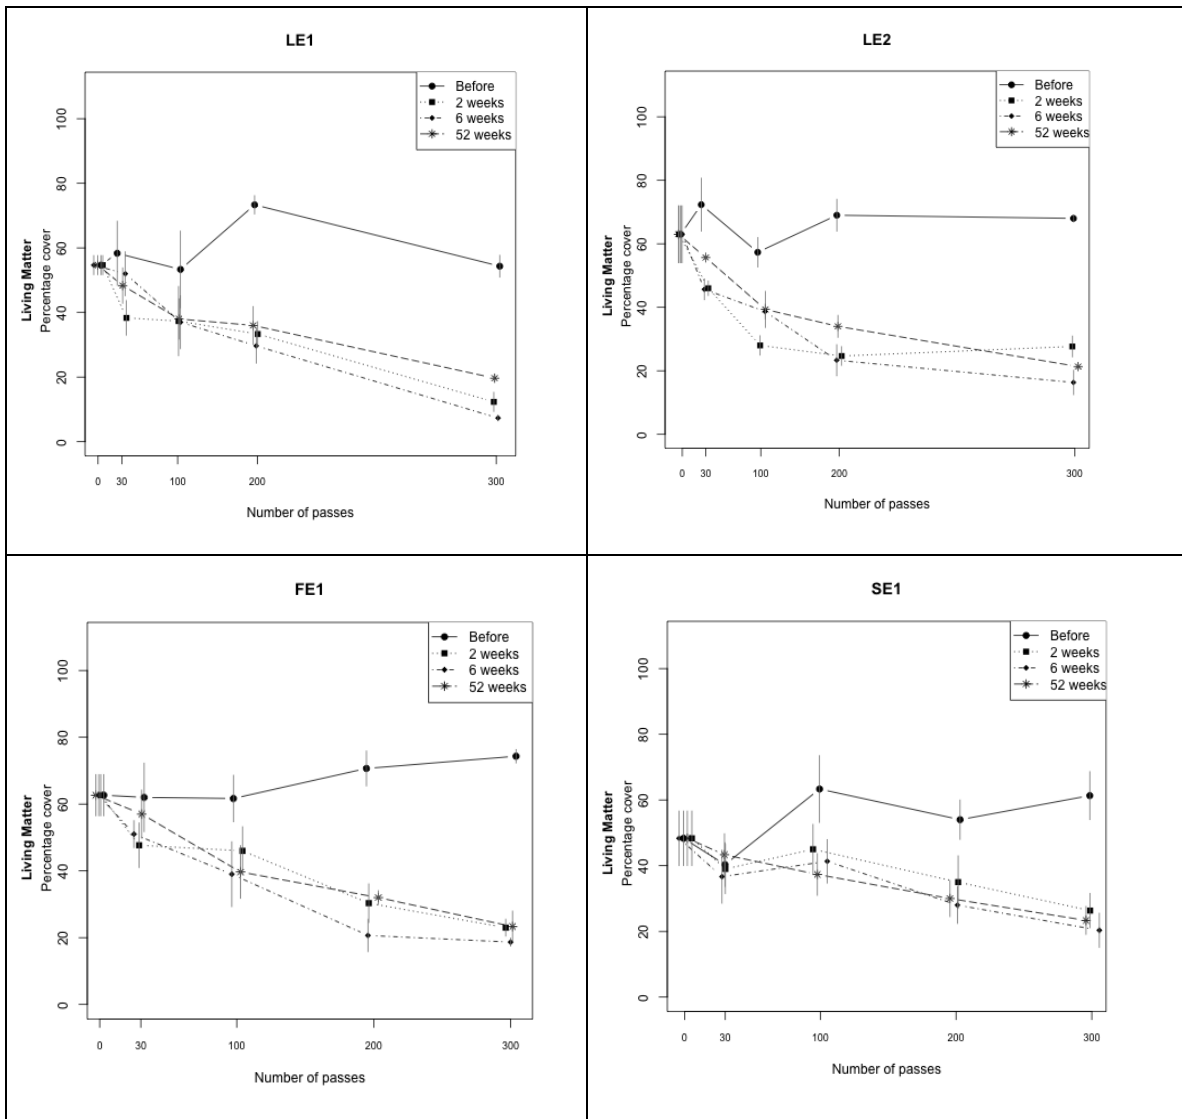 LE1
Before
2 weeks
6 weeks
52 weeks
Living Matter
Percentage cover
100
80
60
40
20
0
0 30 100 200 300
Number of passes
LE2
Before
2 weeks
6 weeks
52 weeks
Living Matter
Percentage cover
100
80
60
40
20
0
0 30 100 200 300
Number of passes
FE1
Before
2 weeks
6 weeks
52 weeks
Living Matter
Percentage cover
100
80
60
40
20
0
0 30 100 200 300
Number of passes
SE1
Before
2 weeks
6 weeks
52 weeks
Living Matter
Percentage cover
100
80
60
40
20
0
0 30 100 200 300
Number of passes